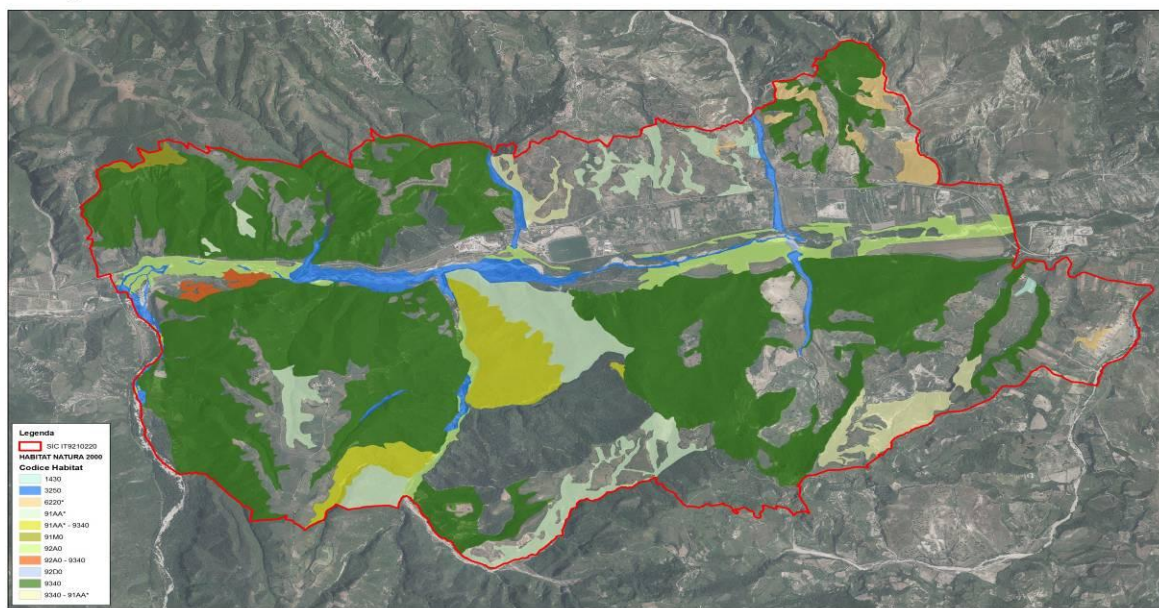 Legenda
SIC IT9210220
HABITAT NATURA 2000
Codice Habitat
1430
3250
6220*
91AA*
91AA* - 9340
91M0
92A0
92A0 - 9340
92D0
9340
9340 - 91AA*